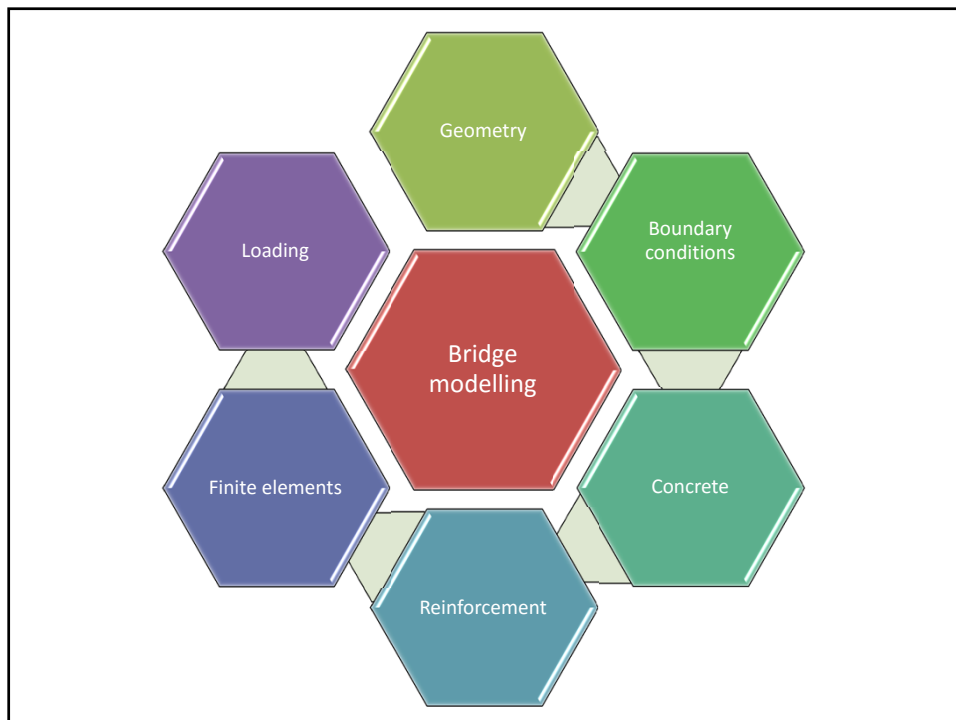 Geometry
Loading
Boundary
conditions
Bridge
modelling
Finite elements
Concrete
Reinforcement